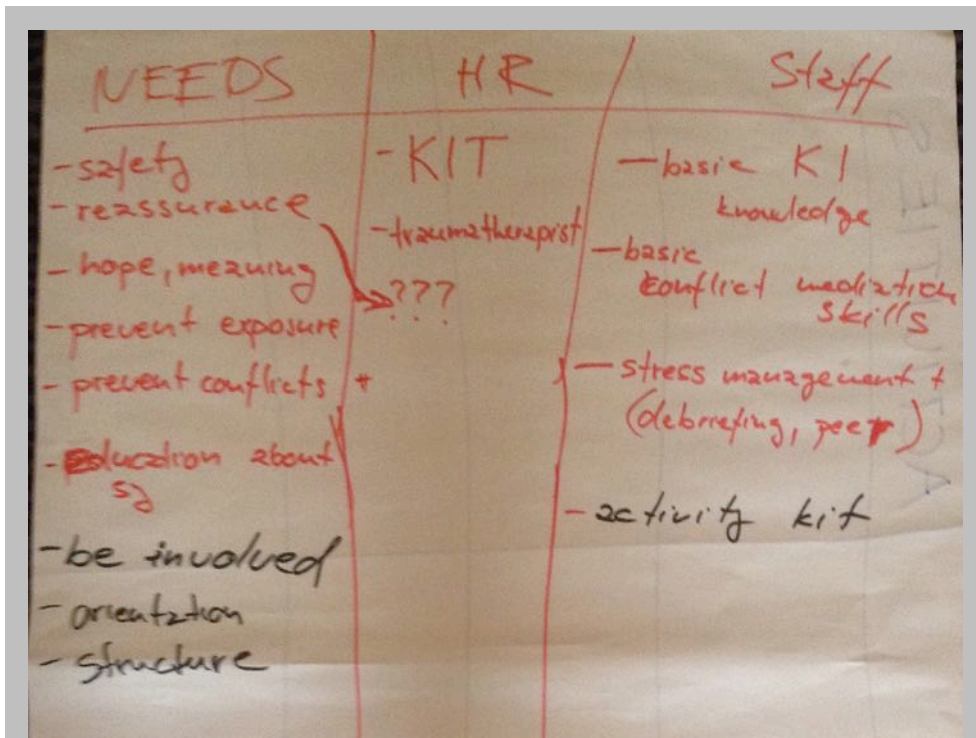 NEEDS
- safety
- reassurance
- hope, meaning
- prevent exposure
- prevent conflicts +
- education about
sy
- be involved
- orientation
- structure
HR
- KIT
- traumatherapist
???
Staff
- basic KI
knowledge
- basic
conflict mediation
skills
- stress management +
(debriefing, peer)
- activity kit